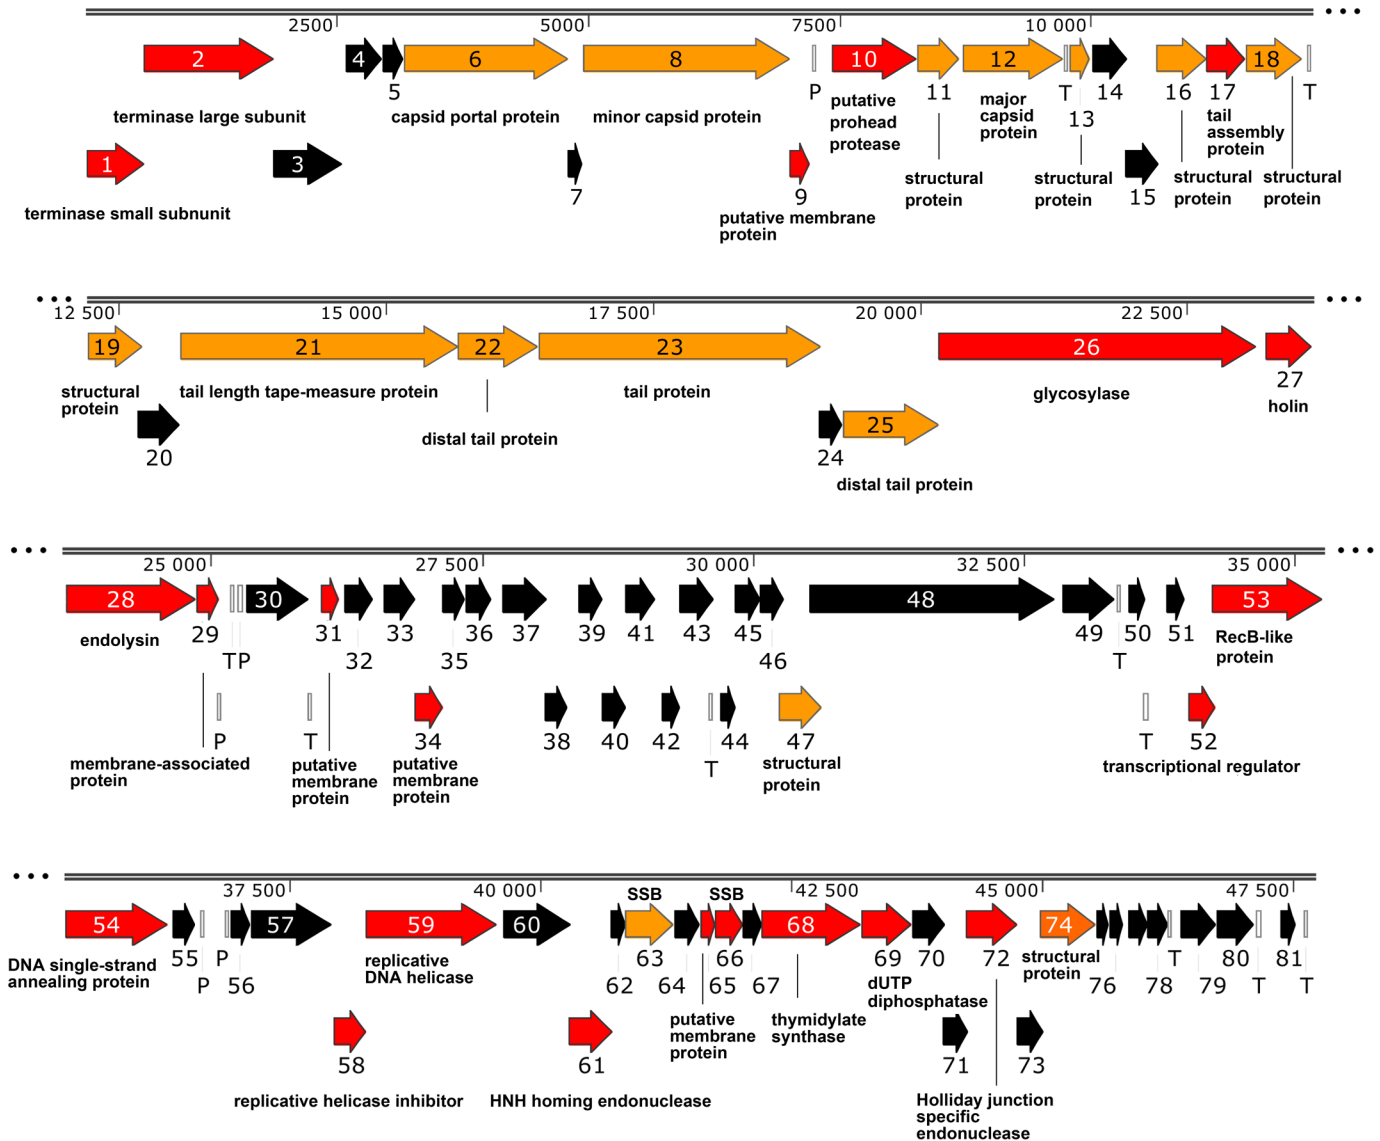 2500 5000 7500 10 000
2 4 6 8 10 12 18
5 P 11 T 14 16 17 T
13
terminase large subunit capsid portal protein minor capsid protein
putative
prohead
protease
major
capsid
protein
tail
assembly
protein
1 3
7 9 15
terminase small subnunit
putative membrane
protein
structural
protein
structural
protein
structural
protein
structural
protein
12 500 15 000 17 500 20 000 22 500
19 21 22 23 26
27
structural
protein
tail length tape-measure protein
tail protein
glycosylase
holin
20
distal tail protein
24 25
distal tail protein
25 000 27 500 30 000 32 500 35 000
28 30 48 53
29 31 33 36 37 39 41 43 45 49 50 51
endolysin
T P 32 35 46 T
RecB-like
protein
P T 34 38 40 42 T 44 47 T 52
membrane-associated
protein
putative
membrane
protein
putative
membrane
protein
structural
protein
transcriptional regulator
37 500 40 000 42 500 45 000 47 500
SSB SSB
54 57 59 60 68 74
55 P 56 63 66 69 70 72 T 80 81
P 62 64 65 67 76 78 79 T T
DNA single-strand
annealing protein
replicative
DNA helicase
dUTP
diphosphatase
structural
protein
58 61 71 73
putative
membrane
protein
thymidylate
synthase
replicative helicase inhibitor
HNH homing endonuclease
Holliday junction
specific
endonuclease